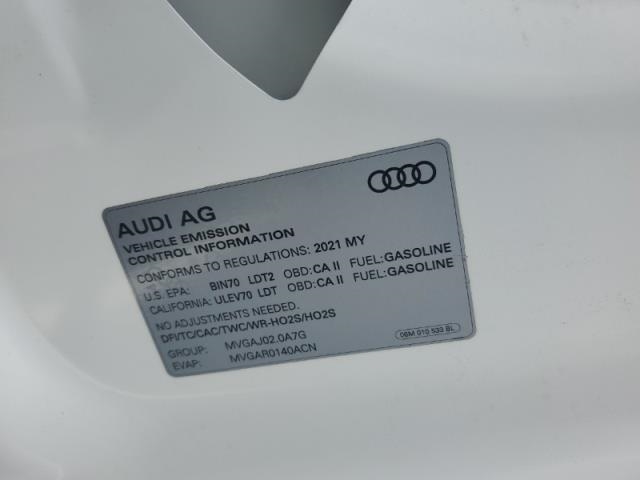 AUDI AG
VEHICLE EMISSION
CONTROL INFORMATION
CONFORMS TO REGULATIONS: 2021 MY
U.S. EPA: BIN70 LDT2 OBD:CA II FUEL:GASOLINE
CALIFORNIA: ULEV70 LDT OBD:CA II FUEL:GASOLINE
NO ADJUSTMENTS NEEDED.
DFI/TC/CAC/TWC/WR-HO2S/HO2S
GROUP: MVGAJ02.0A7G
EVAP: MVGAR0140ACN
06M 010 533 BL